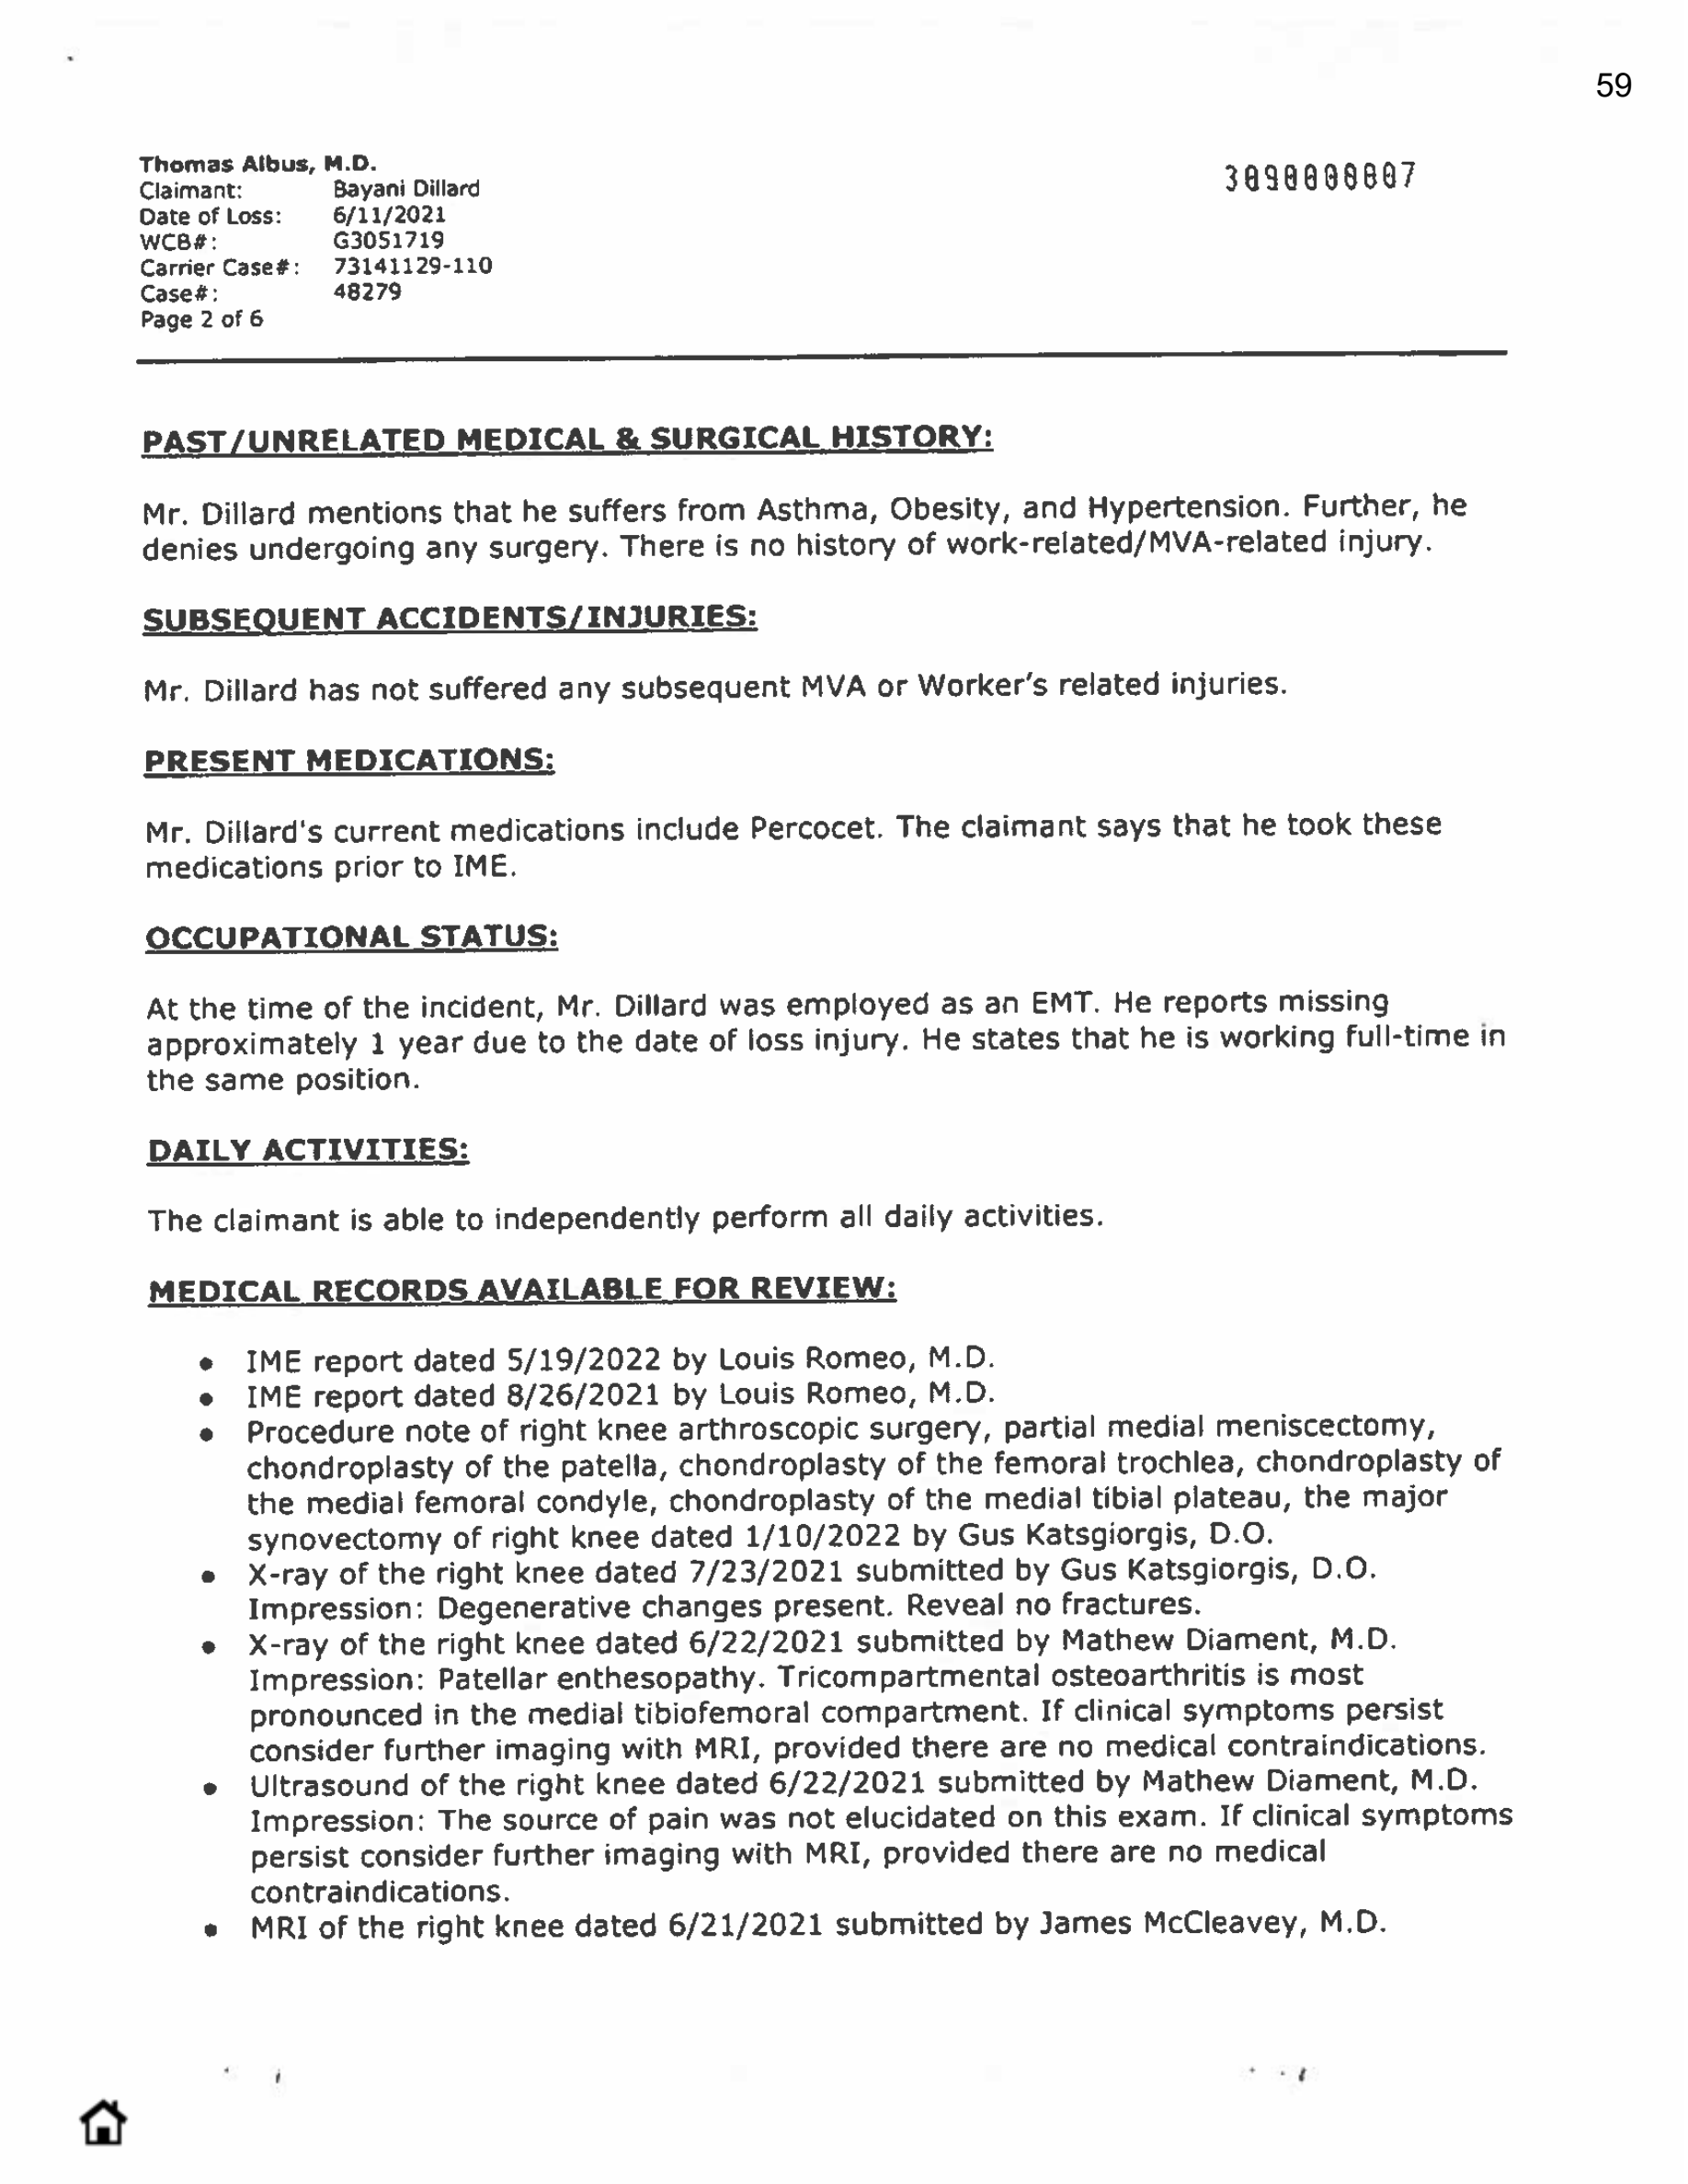 59
Thomas Albus, M.D.
3090000007
Claimant: Bayani Dillard
Date of Loss: 6/11/2021
WCB#: G3051719
Carrier Case#: 73141129-110
Case#: 48279
Page 2 of 6
PAST/UNRELATED MEDICAL & SURGICAL HISTORY:
Mr. Dillard mentions that he suffers from Asthma, Obesity, and Hypertension. Further, he
denies undergoing any surgery. There is no history of work-related/MVA-related injury.
SUBSEQUENT ACCIDENTS/INJURIES:
Mr. Dillard has not suffered any subsequent MVA or Worker's related injuries.
PRESENT MEDICATIONS:
Mr. Dillard's current medications include Percocet. The claimant says that he took these
medications prior to IME.
OCCUPATIONAL STATUS:
At the time of the incident, Mr. Dillard was employed as an EMT. He reports missing
approximately 1 year due to the date of loss injury. He states that he is working full-time in
the same position.
DAILY ACTIVITIES:
The claimant is able to independently perform all daily activities.
MEDICAL RECORDS AVAILABLE FOR REVIEW:
• IME report dated 5/19/2022 by Louis Romeo, M.D.
• IME report dated 8/26/2021 by Louis Romeo, M.D.
• Procedure note of right knee arthroscopic surgery, partial medial meniscectomy,
chondroplasty of the patella, chondroplasty of the femoral trochlea, chondroplasty of
the medial femoral condyle, chondroplasty of the medial tibial plateau, the major
synovectomy of right knee dated 1/10/2022 by Gus Katsgiorgis, D.O.
• X-ray of the right knee dated 7/23/2021 submitted by Gus Katsgiorgis, D.O.
Impression: Degenerative changes present. Reveal no fractures.
• X-ray of the right knee dated 6/22/2021 submitted by Mathew Diament, M.D.
Impression: Patellar enthesopathy. Tricompartmental osteoarthritis is most
pronounced in the medial tibiofemoral compartment. If clinical symptoms persist
consider further imaging with MRI, provided there are no medical contraindications.
• Ultrasound of the right knee dated 6/22/2021 submitted by Mathew Diament, M.D.
Impression: The source of pain was not elucidated on this exam. If clinical symptoms
persist consider further imaging with MRI, provided there are no medical
contraindications.
• MRI of the right knee dated 6/21/2021 submitted by James McCleavey, M.D.